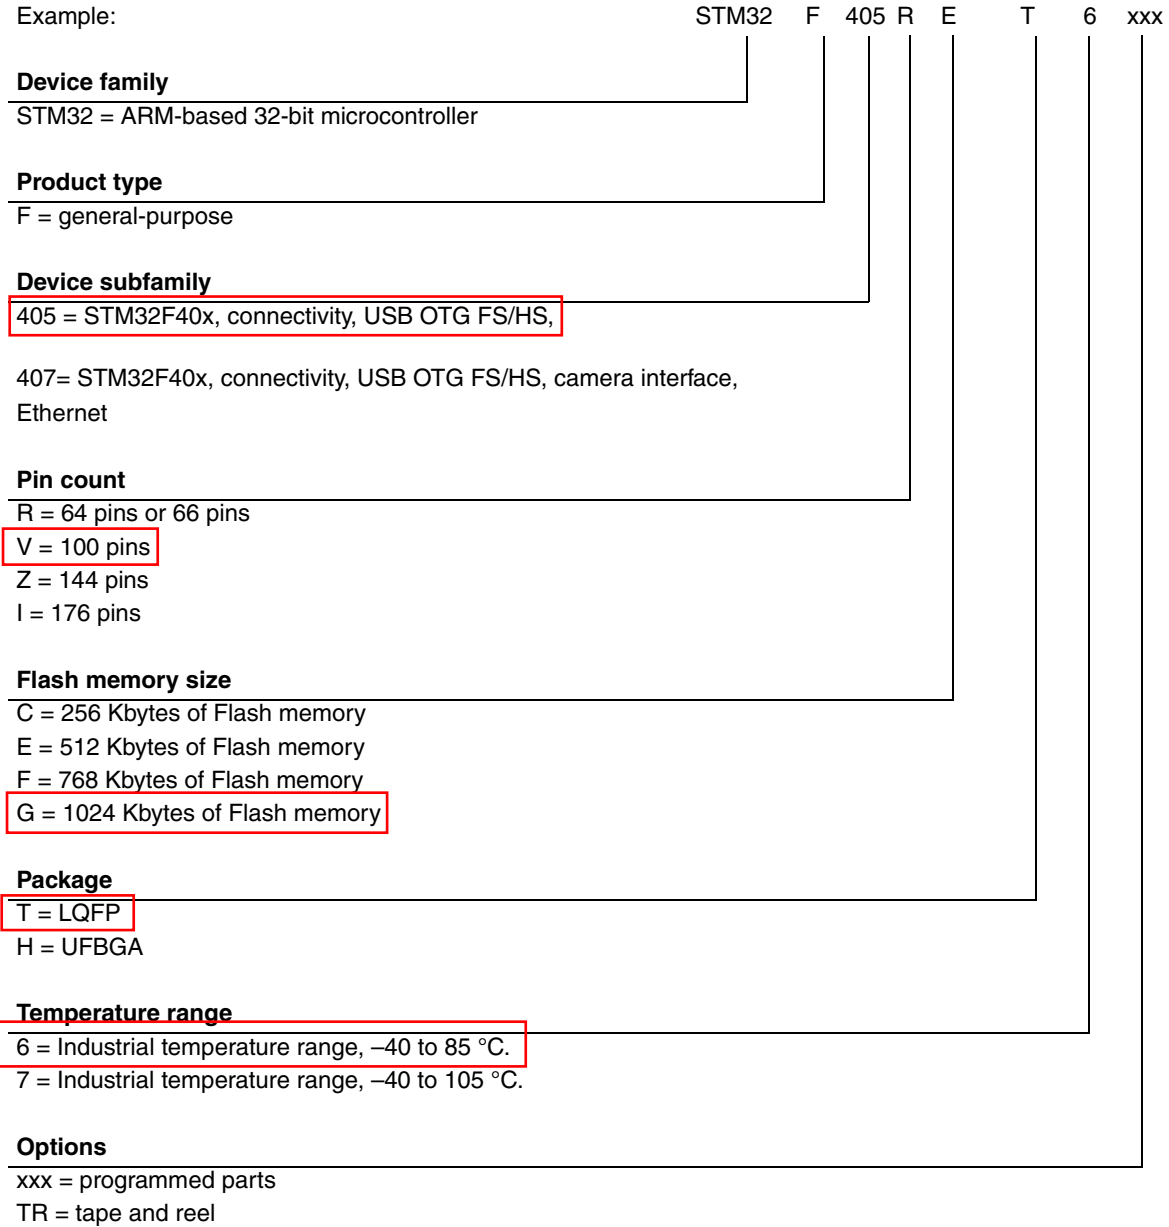 Example: STM32 F 405 R E T 6 xxx
Device family
STM32 = ARM-based 32-bit microcontroller
Product type
F = general-purpose
Device subfamily
405 = STM32F40x, connectivity, USB OTG FS/HS,
407= STM32F40x, connectivity, USB OTG FS/HS, camera interface,
Ethernet
Pin count
R = 64 pins or 66 pins
V = 100 pins
Z = 144 pins
I = 176 pins
Flash memory size
C = 256 Kbytes of Flash memory
E = 512 Kbytes of Flash memory
F = 768 Kbytes of Flash memory
G = 1024 Kbytes of Flash memory
Package
T = LQFP
H = UFBGA
Temperature range
6 = Industrial temperature range, –40 to 85 °C.
7 = Industrial temperature range, –40 to 105 °C.
Options
xxx = programmed parts
TR = tape and reel